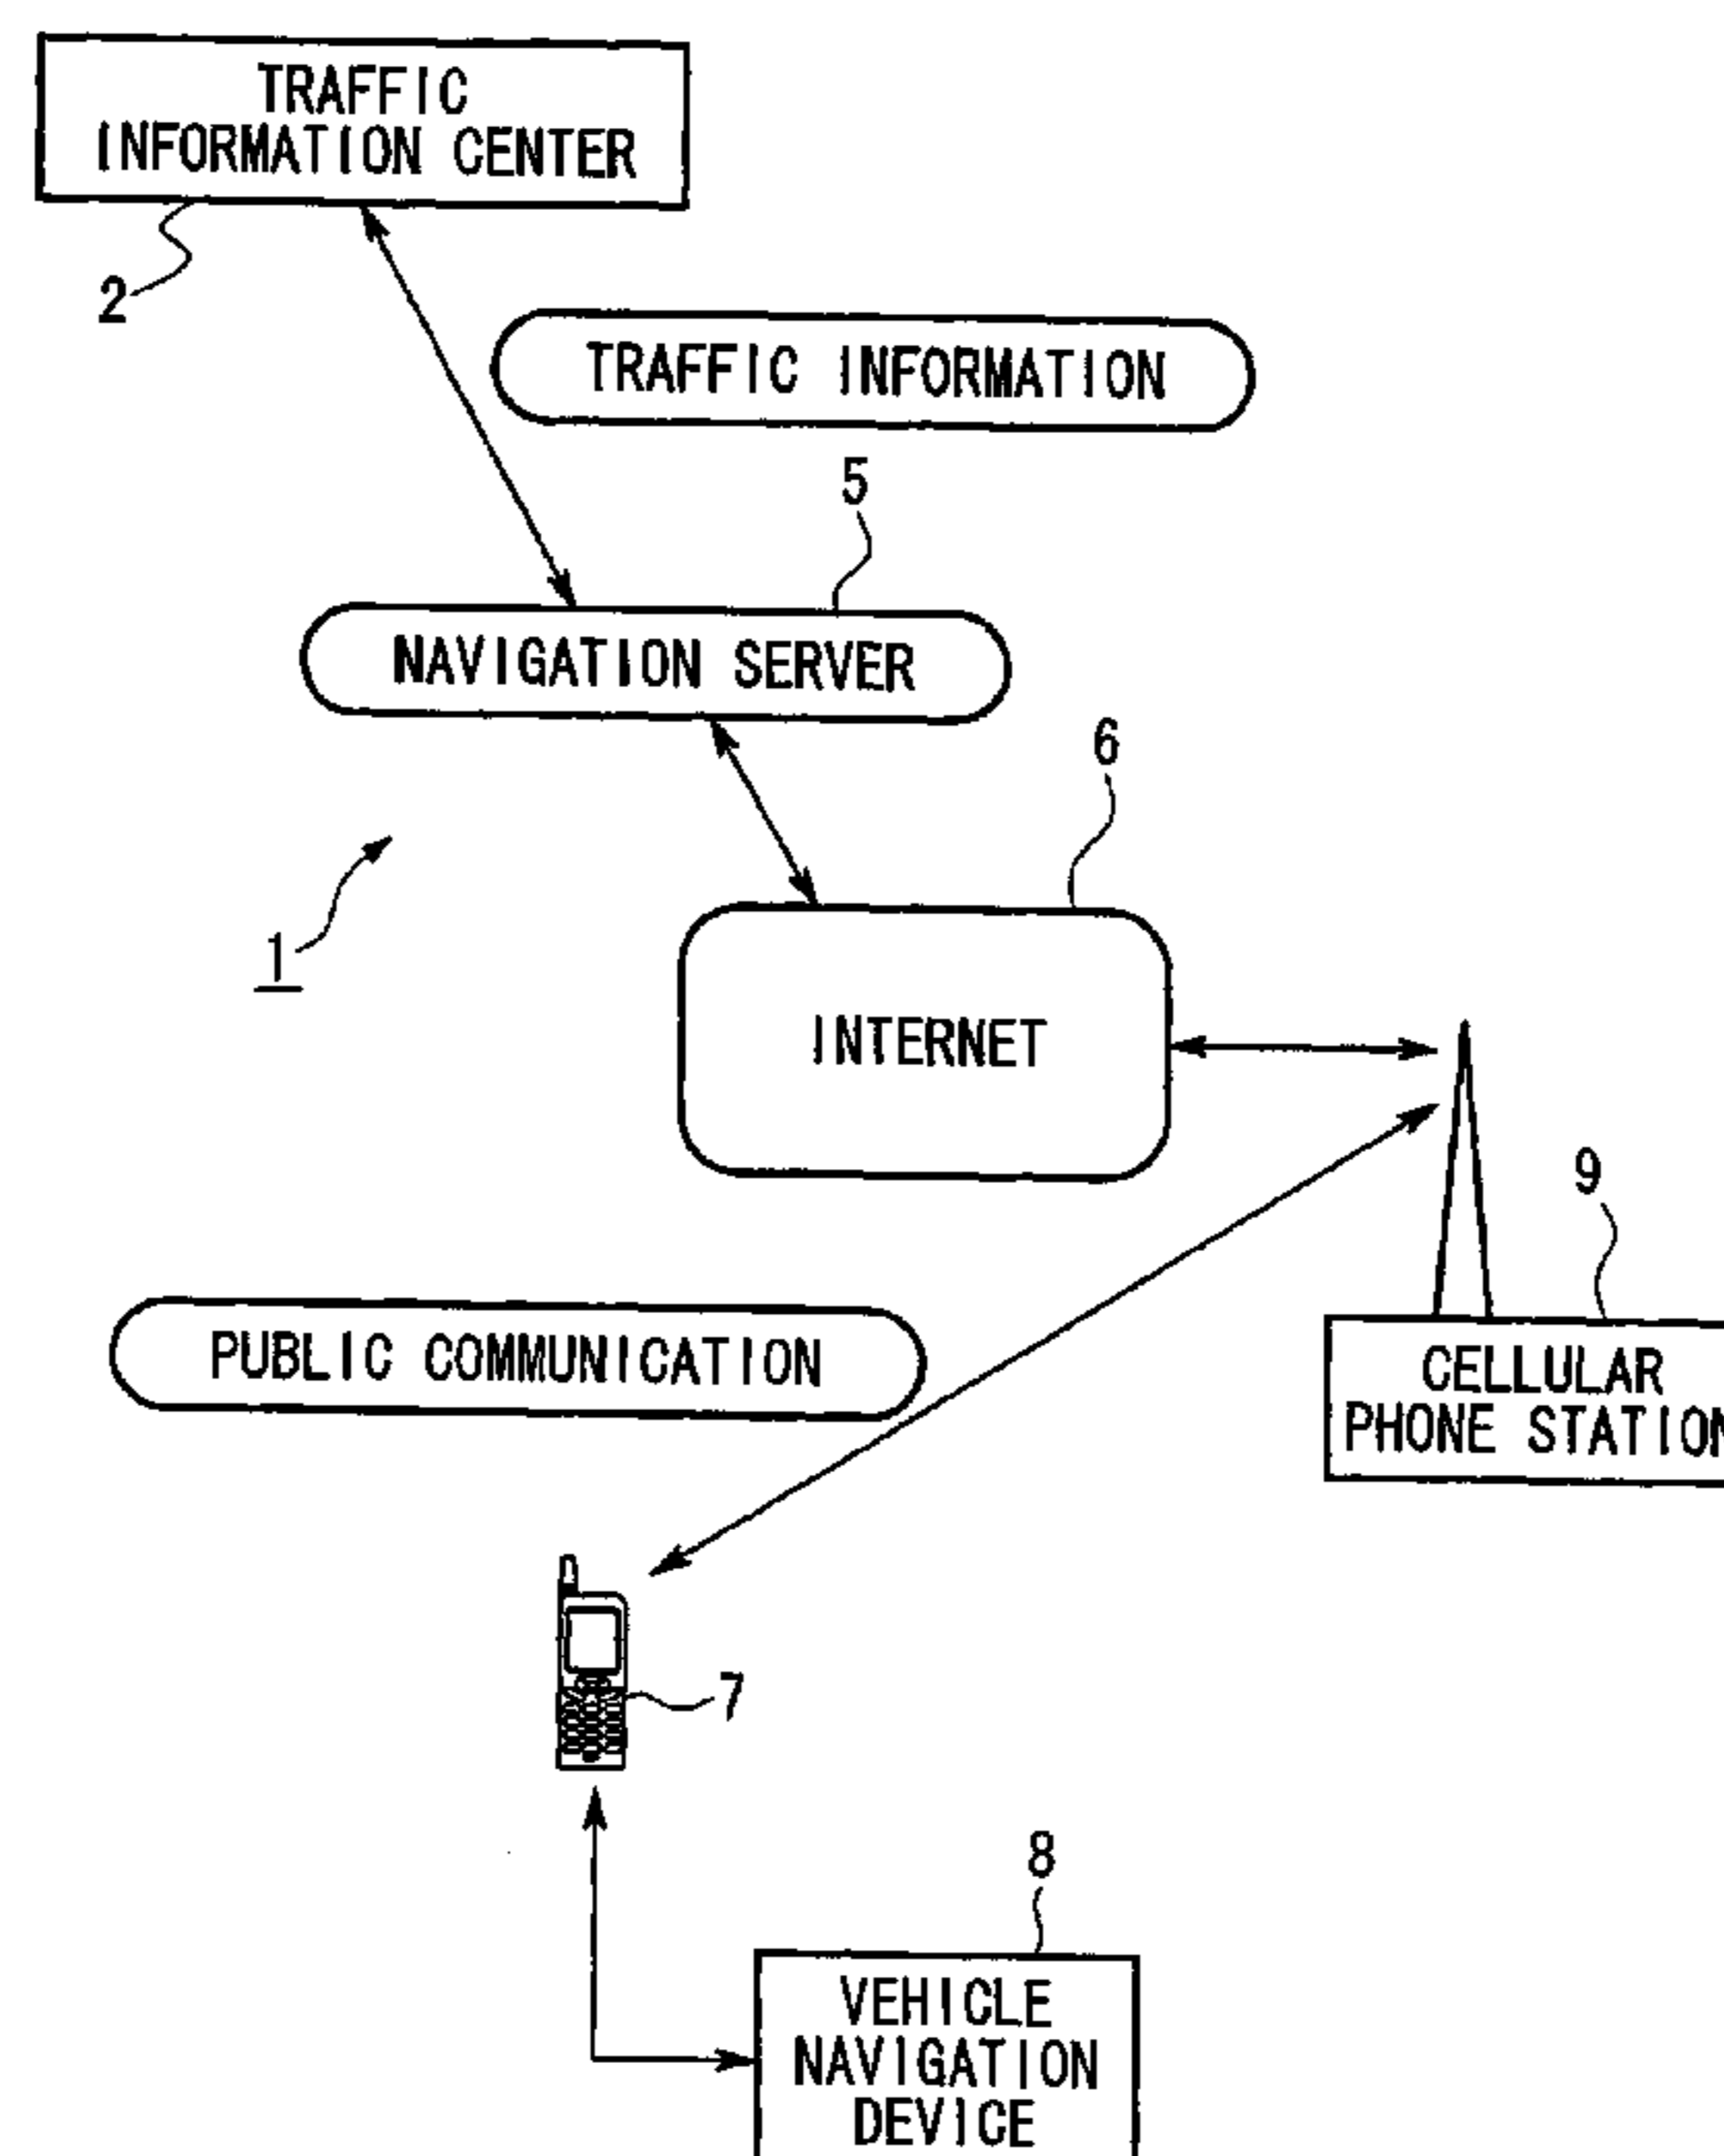 TRAFFIC
INFORMATION CENTER
2
TRAFFIC INFORMATION
5
NAVIGATION SERVER
6
1
INTERNET
9
PUBLIC COMMUNICATION
CELLULAR
PHONE STATION
7
8
VEHICLE
NAVIGATION
DEVICE